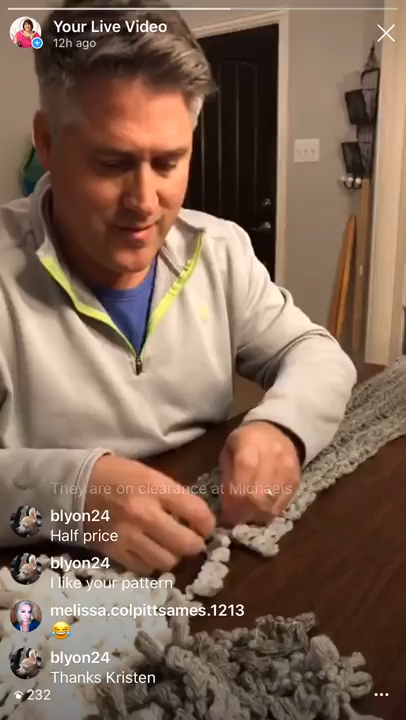 Your Live Video
12h ago
They are on clearance at Michaels
blyon24
Half price
blyon24
I like your pattern
melissa.colpittsames.1213
😂
blyon24
Thanks Kristen
232